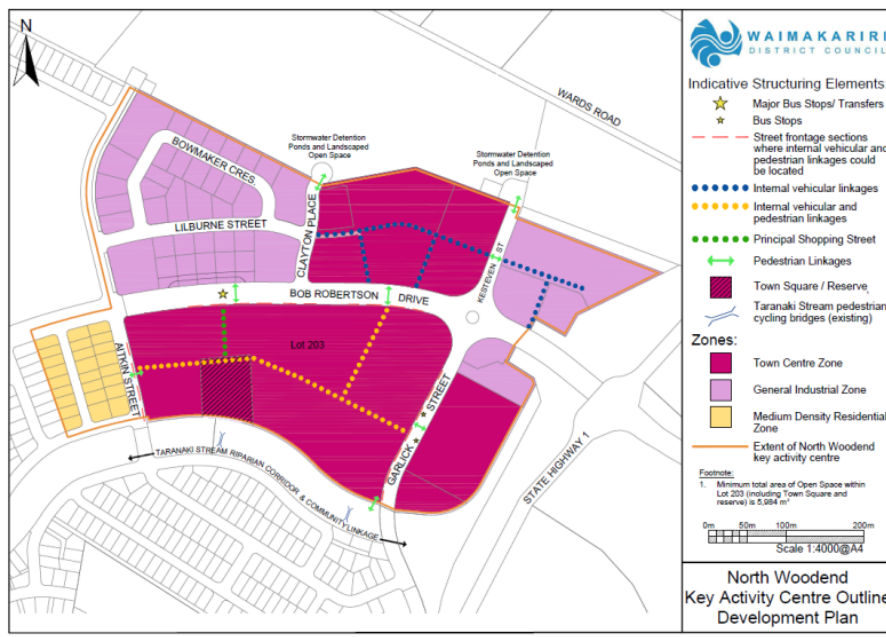 N
WARDS ROAD
Stormwater Detention
Ponds and Landscaped
Open Space
Stormwater Detention
Ponds and Landscaped
Open Space
BOWMAKER CRES.
LILBURNE STREET
CLAYTON PLACE
KESTEVEN ST
BOB ROBERTSON DRIVE
Lot 203
AITKIN STREET
GARLICK STREET
STATE HIGHWAY 1
TARANAKI STREAM RIPARIAN CORRIDOR & COMMUNITY LINKAGE
WAIMAKARIRI
DISTRICT COUNCIL
Indicative Structuring Elements:
Major Bus Stops/ Transfers
Bus Stops
Street frontage sections
where internal vehicular and
pedestrian linkages could
be located
Internal vehicular linkages
Internal vehicular and
pedestrian linkages
Principal Shopping Street
Pedestrian Linkages
Town Square / Reserve
Taranaki Stream pedestrian
cycling bridges (existing)
Zones:
Town Centre Zone
General Industrial Zone
Medium Density Residential
Zone
Extent of North Woodend
key activity centre
Footnote:
1. Minimum total area of Open Space within
Lot 203 (including Town Square and
reserve) is 5,984 m²
0m 50m 100m 200m
Scale 1:4000@A4
North Woodend
Key Activity Centre Outline
Development Plan